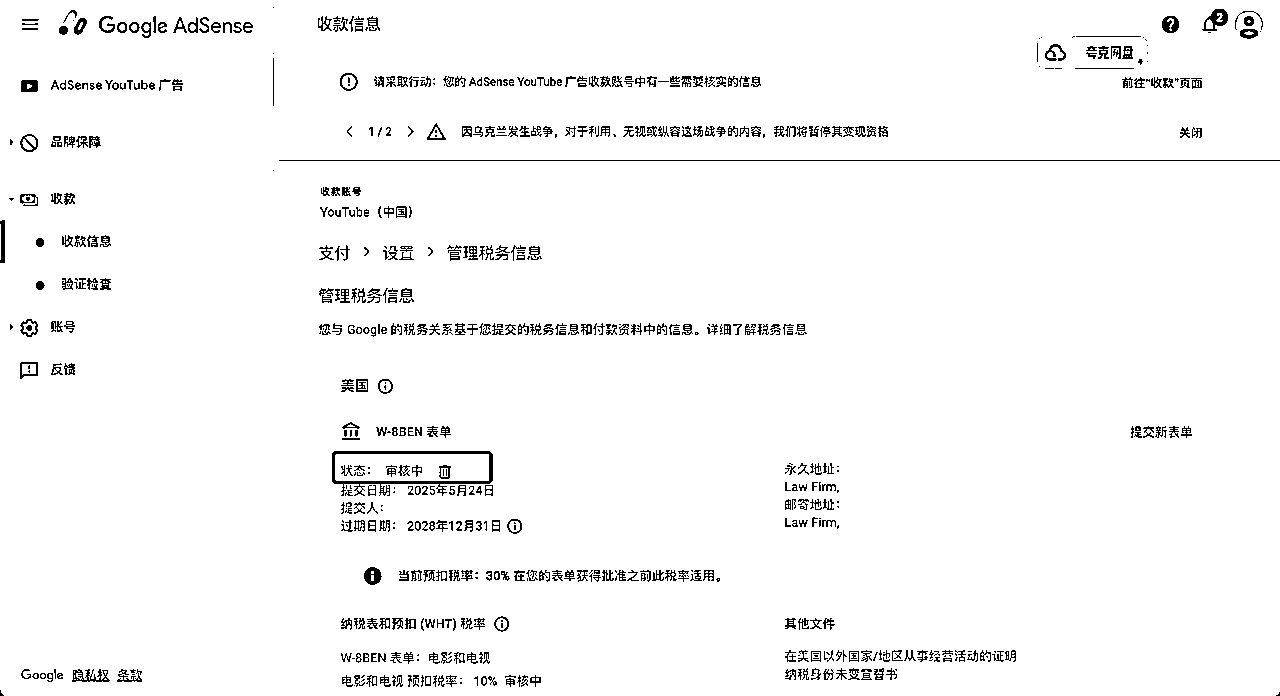 Google AdSense
收款信息
2
夸克网盘
AdSense YouTube 广告
请采取行动：您的 AdSense YouTube 广告收款账号中有一些需要核实的信息
前往“收款”页面
1 / 2
因乌克兰发生战争，对于利用、无视或纵容这场战争的内容，我们将暂停其变现资格
关闭
品牌保障
收款
收款信息
验证检查
账号
反馈
收款账号
YouTube（中国）
支付 > 设置 > 管理税务信息
管理税务信息
您与 Google 的税务关系基于您提交的税务信息和付款资料中的信息。详细了解税务信息
美国
W-8BEN 表单
提交新表单
状态： 审核中
提交日期： 2025年5月24日
提交人：
过期日期： 2028年12月31日
永久地址：
Law Firm,
邮寄地址：
Law Firm,
当前预扣税率：30% 在您的表单获得批准之前此税率适用。
纳税表和预扣 (WHT) 税率
W-8BEN 表单：电影和电视
电影和电视 预扣税率： 10% 审核中
其他文件
在美国以外国家/地区从事经营活动的证明
纳税身份未变宣誓书
Google 隐私权 条款